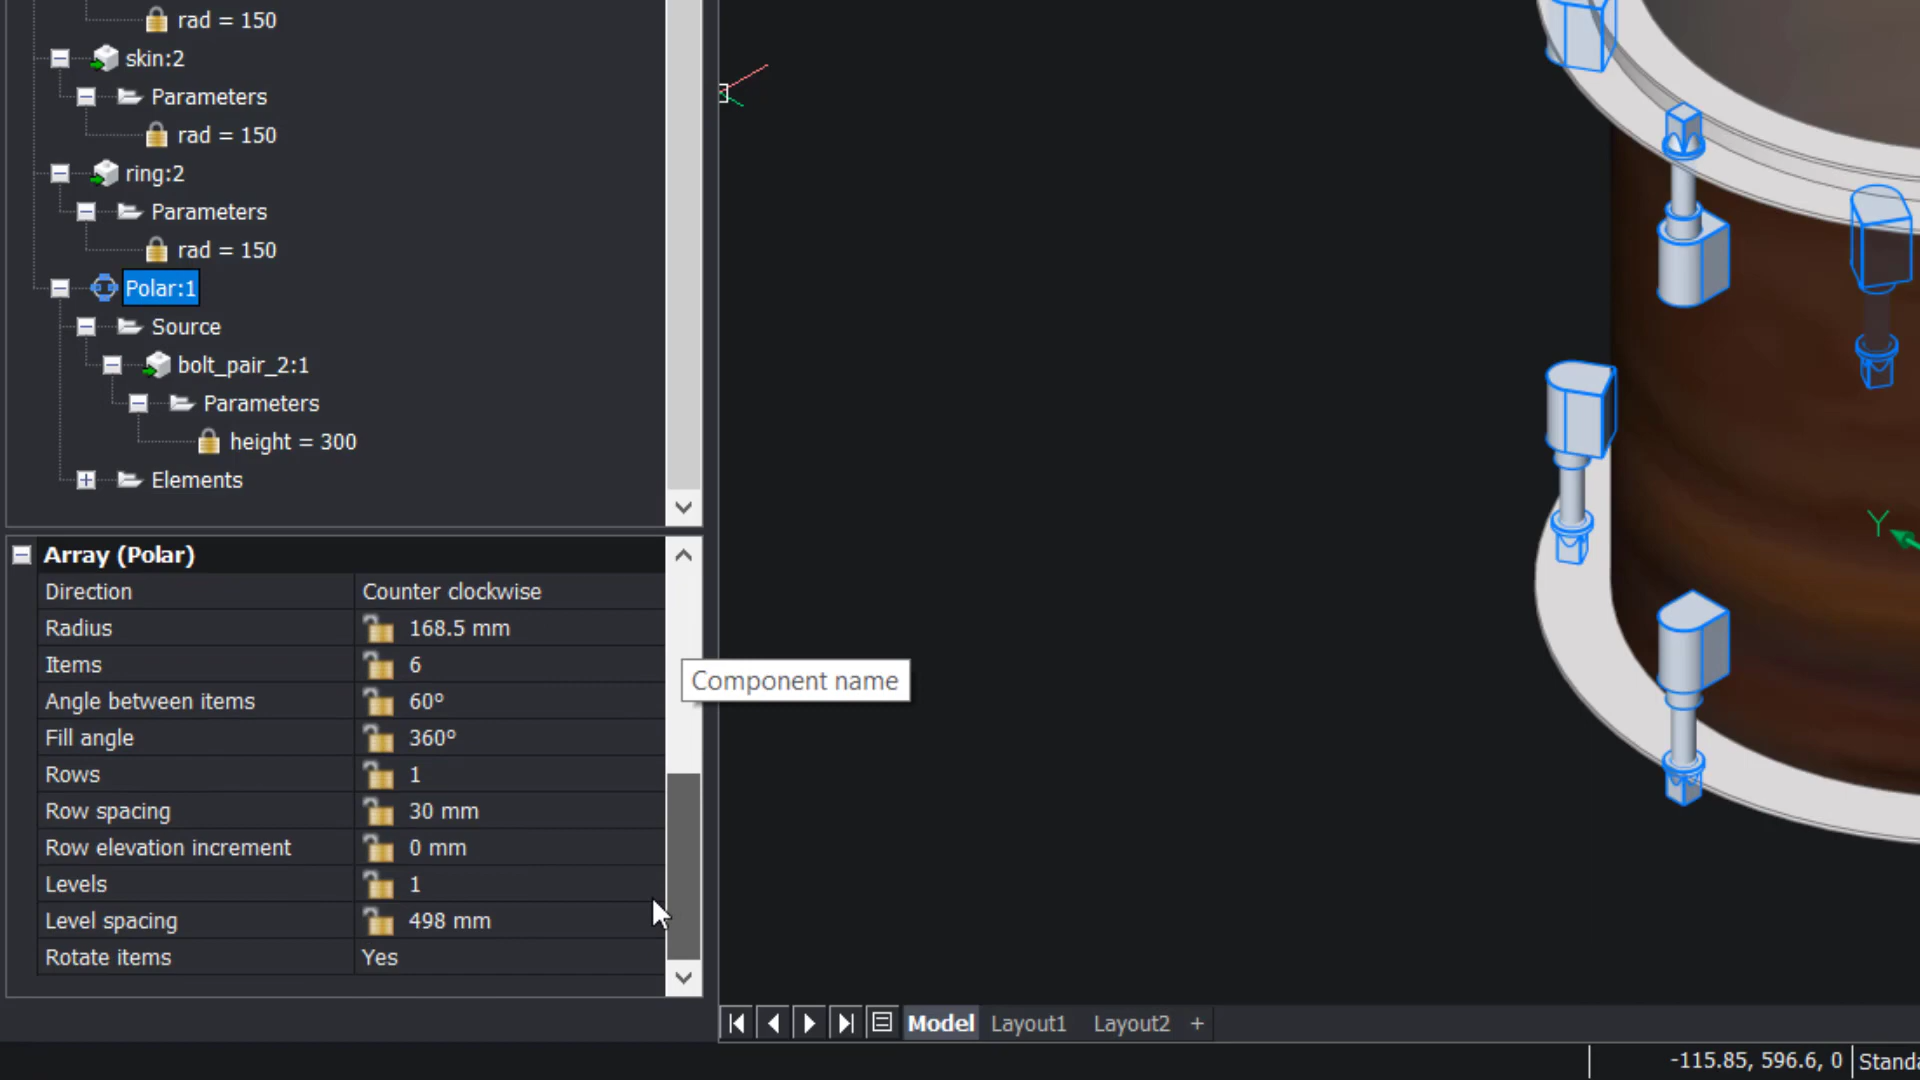 rad = 150
skin:2
Parameters
rad = 150
ring:2
Parameters
rad = 150
Polar:1
Source
bolt_pair_2:1
Parameters
height = 300
Elements
Array (Polar)
Direction Counter clockwise
Radius 168.5 mm
Items 6
Angle between items 60º
Fill angle 360º
Rows 1
Row spacing 30 mm
Row elevation increment 0 mm
Levels 1
Level spacing 498 mm
Rotate items Yes
Component name
Y
Model Layout1 Layout2 +
-115.85, 596.6, 0 Standa